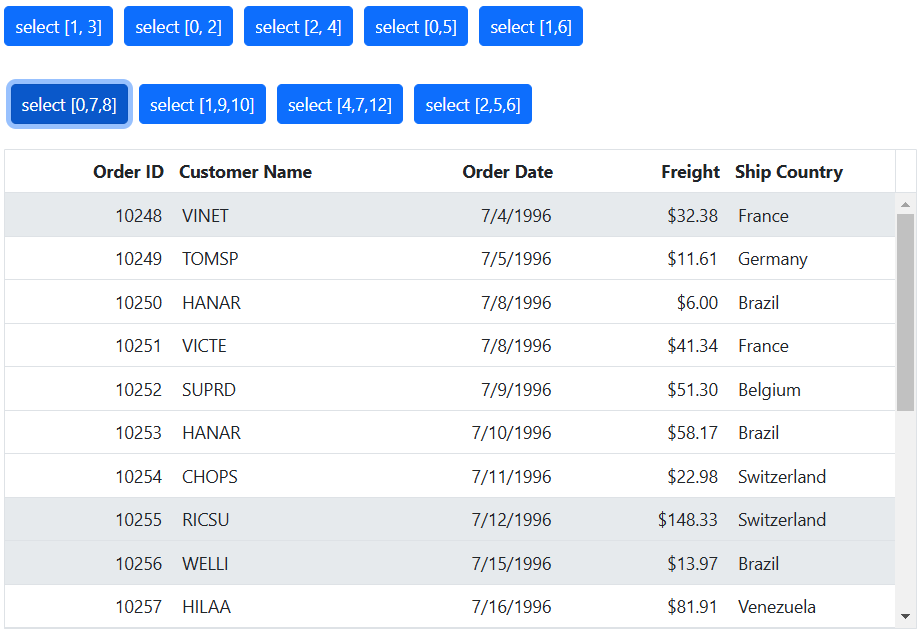 select [1, 3] select [0, 2] select [2, 4] select [0,5] select [1,6]
select [0,7,8] select [1,9,10] select [4,7,12] select [2,5,6]
Order ID Customer Name Order Date Freight Ship Country
10248 VINET 7/4/1996 $32.38 France
10249 TOMSP 7/5/1996 $11.61 Germany
10250 HANAR 7/8/1996 $6.00 Brazil
10251 VICTE 7/8/1996 $41.34 France
10252 SUPRD 7/9/1996 $51.30 Belgium
10253 HANAR 7/10/1996 $58.17 Brazil
10254 CHOPS 7/11/1996 $22.98 Switzerland
10255 RICSU 7/12/1996 $148.33 Switzerland
10256 WELLI 7/15/1996 $13.97 Brazil
10257 HILAA 7/16/1996 $81.91 Venezuela